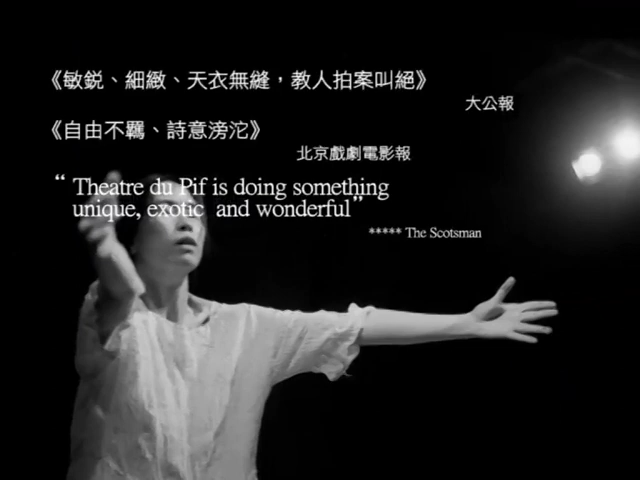 《敏銳、細緻、天衣無縫，教人拍案叫絕》
大公報
《自由不羈、詩意滂沱》
北京戲劇電影報
“ Theatre du Pif is doing something
unique, exotic and wonderful”
***** The Scotsman